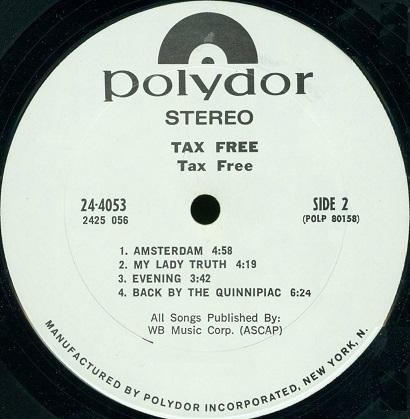 polydor
STEREO
TAX FREE
Tax Free
24-4053
2425 056
SIDE 2
(POLP 80158)
1. AMSTERDAM 4:58
2. MY LADY TRUTH 4:19
3. EVENING 3:42
4. BACK BY THE QUINNIPIAC 6:24
All Songs Published By:
WB Music Corp. (ASCAP)
MANUFACTURED BY POLYDOR INCORPORATED, NEW YORK, N.